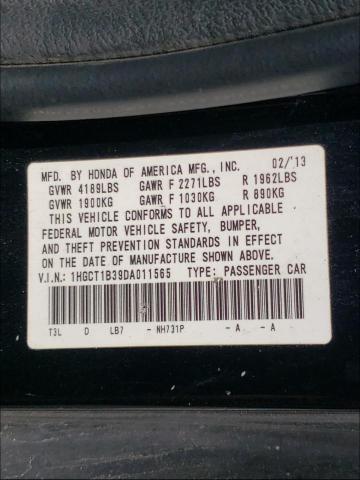 MFD. BY HONDA OF AMERICA MFG., INC. 02/'13
GVWR 4189LBS GAWR F 2271LBS R 1962LBS
GVWR 1900KG GAWR F 1030KG R 890KG
THIS VEHICLE CONFORMS TO ALL APPLICABLE
FEDERAL MOTOR VEHICLE SAFETY, BUMPER,
AND THEFT PREVENTION STANDARDS IN EFFECT
ON THE DATE OF MANUFACTURE SHOWN ABOVE.
V.I.N.: 1HGCT1B39DA011565 TYPE: PASSENGER CAR
T3L D LB7 - NH731P - A - A